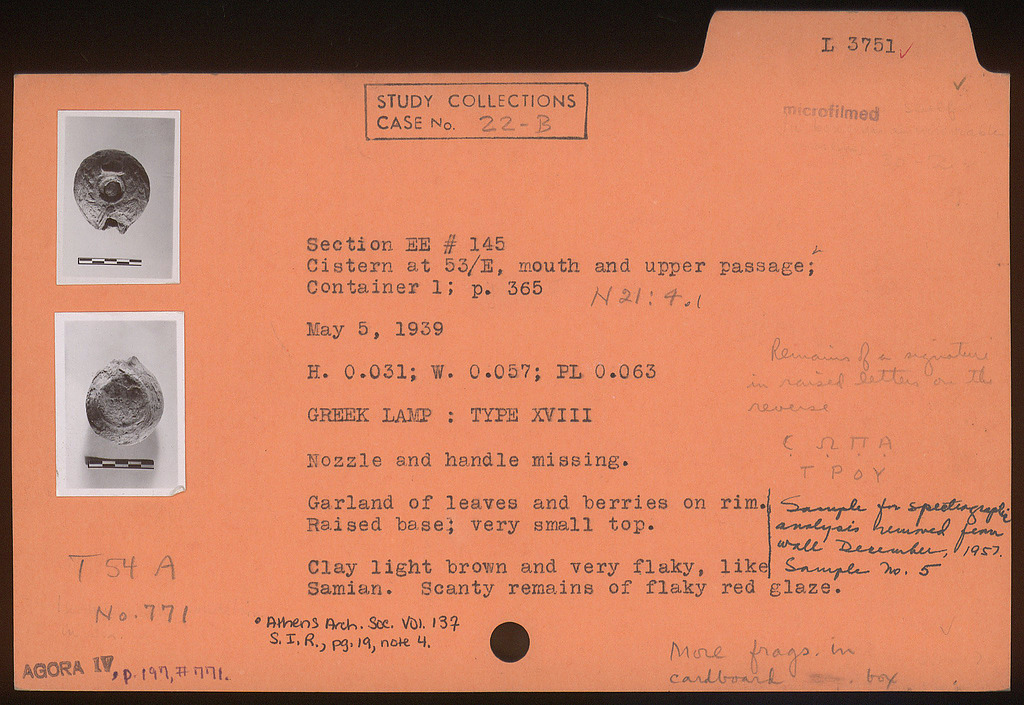 L 3751 ✓
✓
STUDY COLLECTIONS
CASE No. 22-B
microfilmed
Section EE # 145
Cistern at 53/E, mouth and upper passage;
Container 1; p. 365
N 21:4.1
May 5, 1939
H. 0.031; W. 0.057; PL 0.063
GREEK LAMP : TYPE XVIII
Nozzle and handle missing.
Garland of leaves and berries on rim.
Raised base; very small top.
Clay light brown and very flaky, like
Samian. Scanty remains of flaky red glaze.
Remains of a signature
in raised letters on the
reverse
C Ω Π Α
Τ Ρ Ο Υ
Sample for spectrographic
analysis removed from
wall December, 1957.
Sample No. 5
T 54 A
No. 771
° Athens Arch. Soc. Vol. 137
S.I.R., pg. 19, note 4.
AGORA IV, p. 197, # 771.
More frags. in
cardboard box